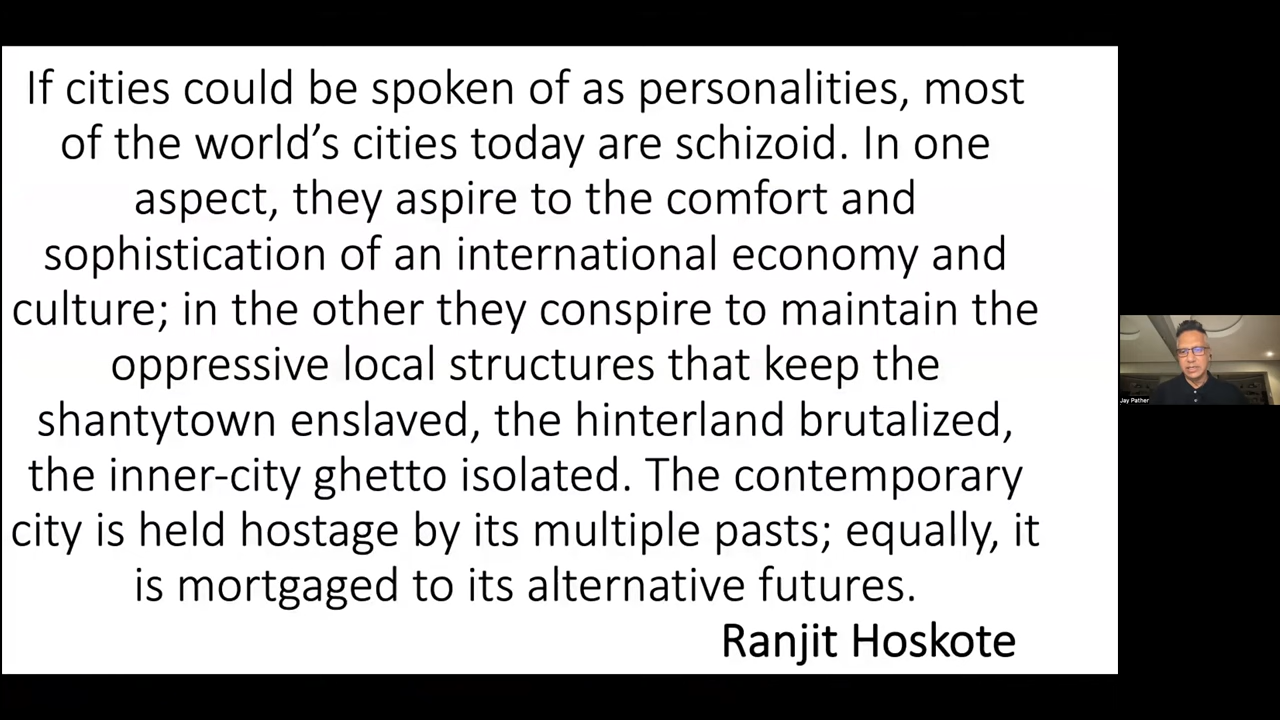 If cities could be spoken of as personalities, most
of the world’s cities today are schizoid. In one
aspect, they aspire to the comfort and
sophistication of an international economy and
culture; in the other they conspire to maintain the
oppressive local structures that keep the
shantytown enslaved, the hinterland brutalized,
the inner-city ghetto isolated. The contemporary
city is held hostage by its multiple pasts; equally, it
is mortgaged to its alternative futures.
Ranjit Hoskote
Jay Pather